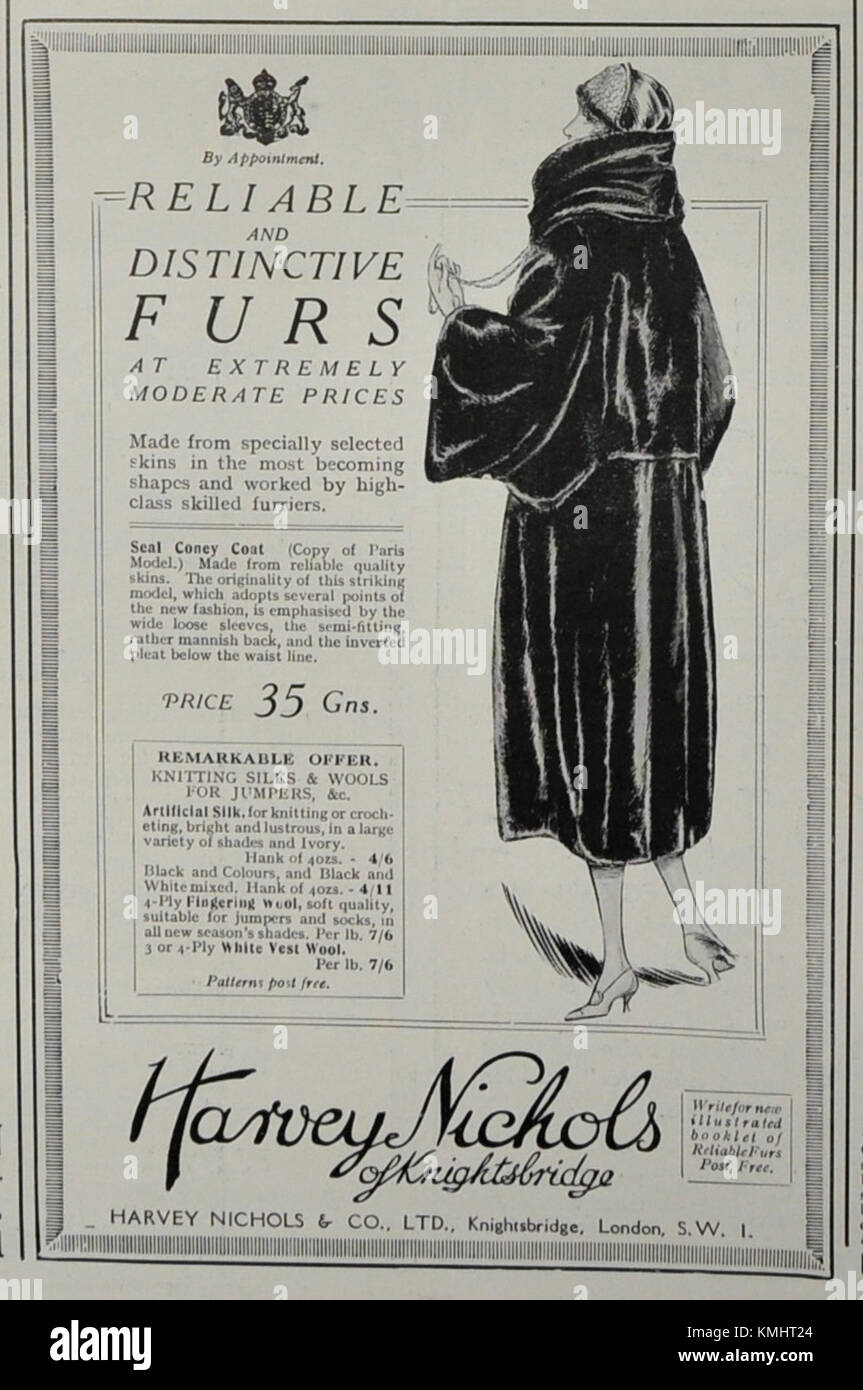 By Appointment.
RELIABLE
AND
DISTINCTIVE
FURS
AT EXTREMELY
MODERATE PRICES
Made from specially selected
skins in the most becoming
shapes and worked by high-
class skilled furriers.
Seal Coney Coat (Copy of Paris
Model.) Made from reliable quality
skins. The originality of this striking
model, which adopts several points of
the new fashion, is emphasised by the
wide loose sleeves, the semi-fitting,
rather mannish back, and the inverted
pleat below the waist line.
PRICE 35 Gns.
REMARKABLE OFFER.
KNITTING SILKS & WOOLS
FOR JUMPERS, &c.
Artificial Silk, for knitting or croch-
eting, bright and lustrous, in a large
variety of shades and Ivory.
Hank of 4ozs. - 4/6
Black and Colours, and Black and
White mixed. Hank of 4ozs. - 4/11
4-Ply Fingering Wool, soft quality,
suitable for jumpers and socks, in
all new season's shades. Per lb. 7/6
3 or 4-Ply White Vest Wool.
Per lb. 7/6
Patterns post free.
Harvey Nichols
of Knightsbridge
Write for new
illustrated
booklet of
Reliable Furs
Post Free.
HARVEY NICHOLS & CO., LTD., Knightsbridge, London, S.W. 1.
alamy
alamy stock photo
KMHT24
www.alamy.com